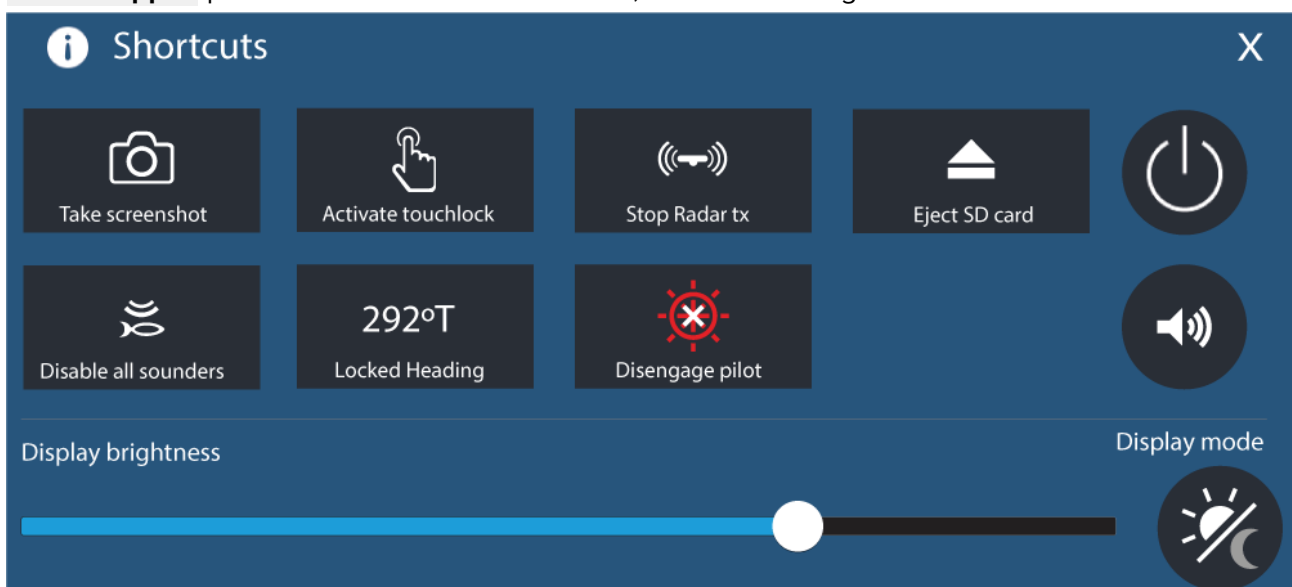 Shortcuts X
Take screenshot
Activate touchlock
Stop Radar tx
Eject SD card
Disable all sounders
292ºT
Locked Heading
Disengage pilot
Display brightness
Display mode